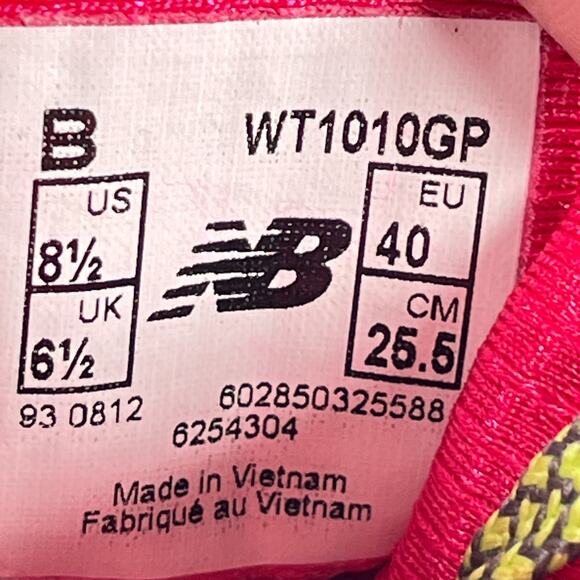 B WT1010GP
US
8½
UK
6½
NB
EU
40
CM
25.5
93 0812
602850325588
6254304
Made in Vietnam
Fabriqué au Vietnam